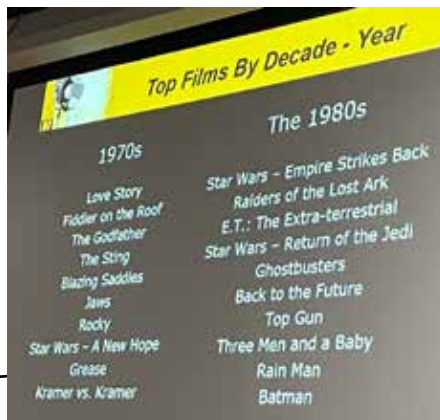 Top Films By Decade - Year
1970s
Love Story
Fiddler on the Roof
The Godfather
The Sting
Blazing Saddles
Jaws
Rocky
Star Wars – A New Hope
Grease
Kramer vs. Kramer
The 1980s
Star Wars – Empire Strikes Back
Raiders of the Lost Ark
E.T.: The Extra-terrestrial
Star Wars – Return of the Jedi
Ghostbusters
Back to the Future
Top Gun
Three Men and a Baby
Rain Man
Batman